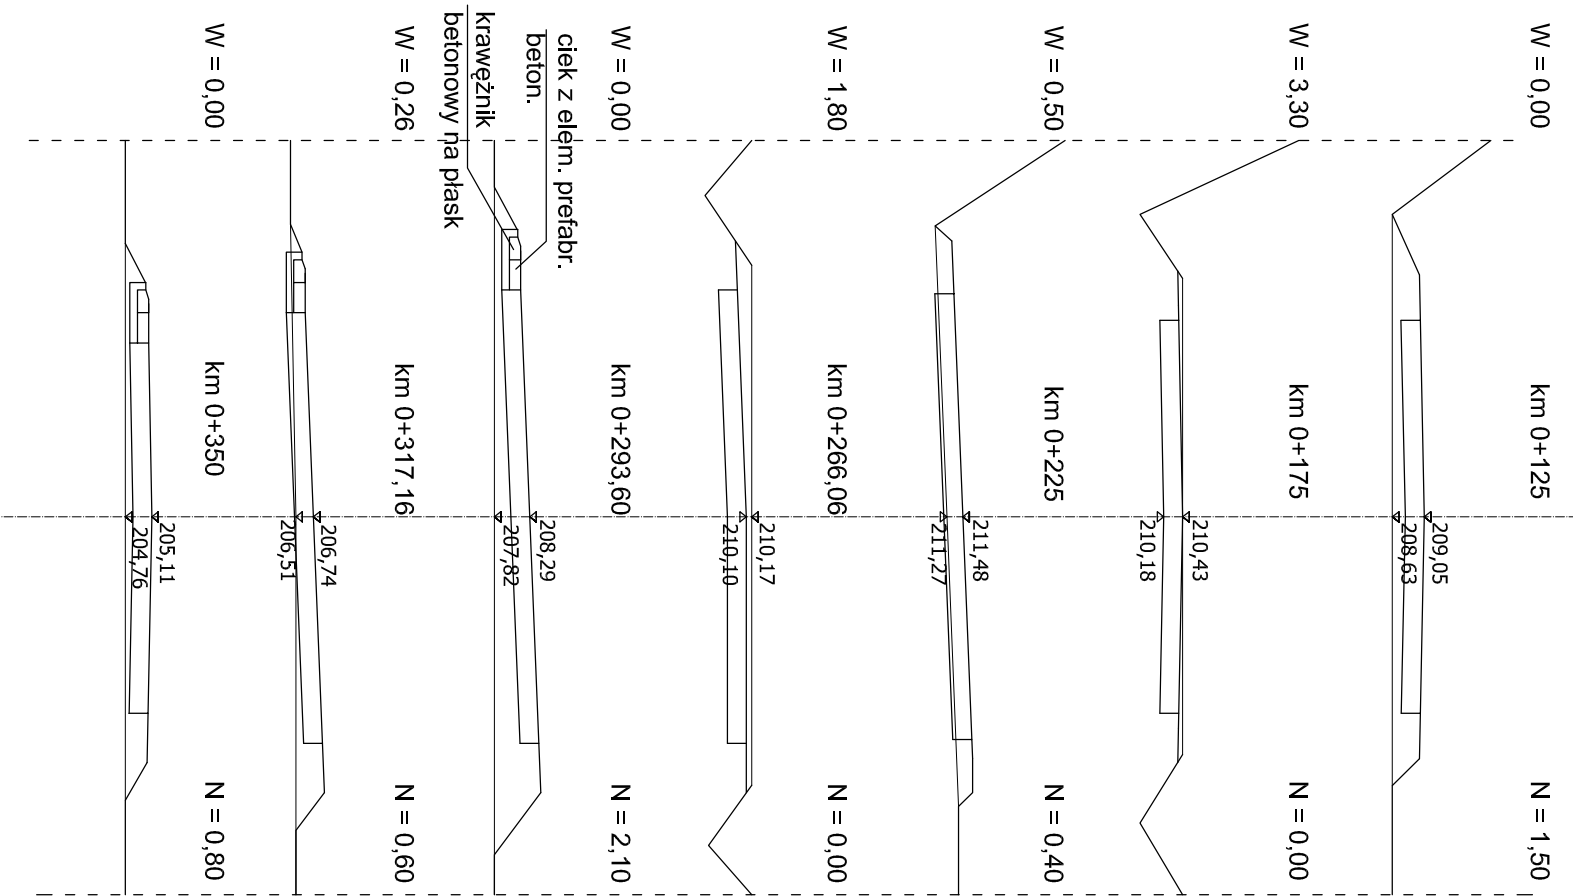 W = 0,00
km 0+125
N = 1,50
209,05
208,63
W = 3,30
km 0+175
N = 0,00
210,43
210,18
W = 0,50
km 0+225
N = 0,40
211,48
211,27
W = 1,80
km 0+266,06
N = 0,00
210,17
210,10
W = 0,00
km 0+293,60
N = 2,10
ciek z elem. prefabr.
beton.
krawężnik
betonowy na płask
208,29
207,82
W = 0,26
km 0+317,16
N = 0,60
206,74
206,51
W = 0,00
km 0+350
N = 0,80
205,11
204,76